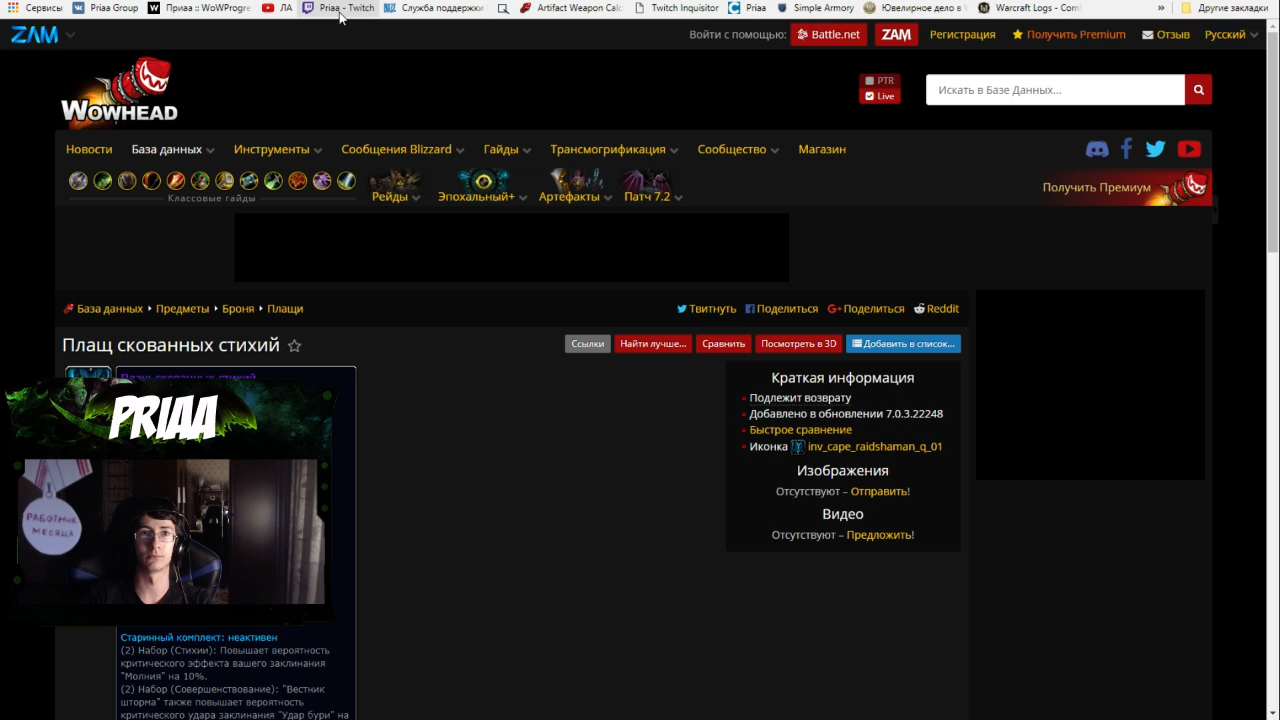 Сервисы Priaa Group Приаа :: WoWProgre ЛА Priaa - Twitch Служба поддержки Artifact Weapon Calc Twitch Inquisitor Priaa Simple Armory Ювелирное дело в Warcraft Logs - Com » Другие закладки
ZAM Войти с помощью: Battle.net ZAM Регистрация Получить Premium Отзыв Русский
PTR
Live
Искать в Базе Данных...
WOWHEAD
Новости База данных Инструменты Сообщения Blizzard Гайды Трансмогрификация Сообщество Магазин
Классовые гайды Рейды Эпохальный+ Артефакты Патч 7.2 Получить Премиум
База данных Предметы Броня Плащи Твитнуть Поделиться G+ Поделиться Reddit
Плащ скованных стихий Ссылки Найти лучше... Сравнить Посмотреть в 3D Добавить в список...
Краткая информация
Подлежит возврату
Добавлено в обновлении 7.0.3.22248
Быстрое сравнение
Иконка inv_cape_raidshaman_q_01
Изображения
Отсутствуют – Отправить!
Видео
Отсутствуют – Предложить!
PRIAA
1
РАБОТНИК
МЕСЯЦА
Старинный комплект: неактивен
(2) Набор (Стихии): Повышает вероятность
критического эффекта вашего заклинания
"Молния" на 10%.
(2) Набор (Совершенствование): "Вестник
шторма" также повышает вероятность
критического удара заклинания "Удар бури" на